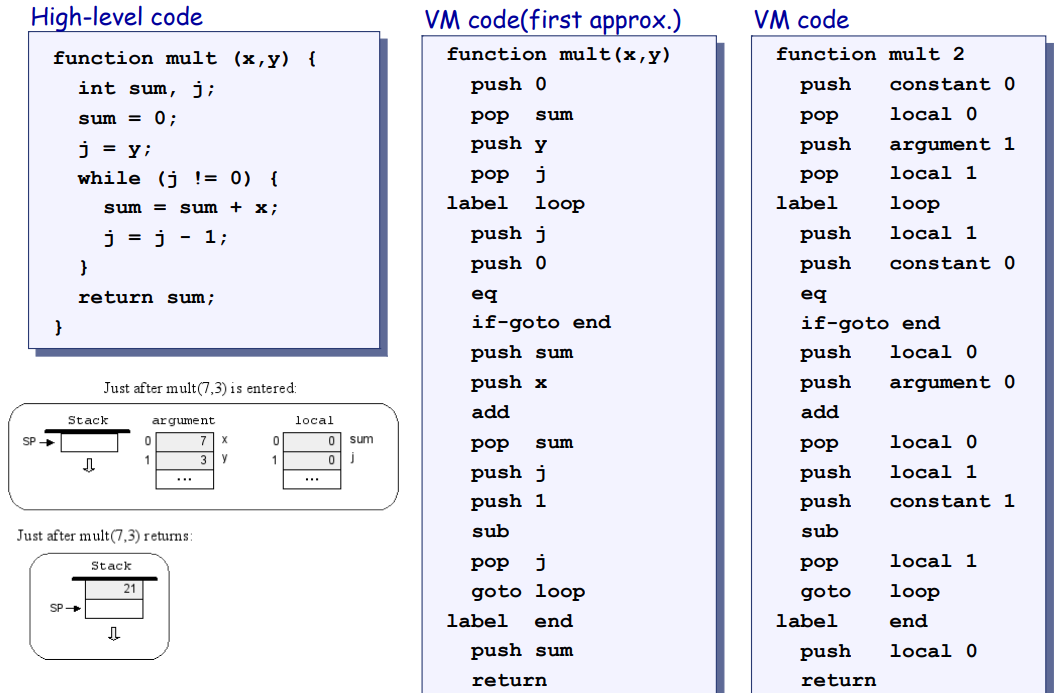 High-level code
function mult (x,y) {
int sum, j;
sum = 0;
j = y;
while (j != 0) {
sum = sum + x;
j = j - 1;
}
return sum;
}
Just after mult(7,3) is entered:
Stack argument local
SP 0 7 x 0 0 sum
1 3 y 1 0 j
... ...
Just after mult(7,3) returns:
Stack
21
SP
VM code(first approx.)
function mult(x,y)
push 0
pop sum
push y
pop j
label loop
push j
push 0
eq
if-goto end
push sum
push x
add
pop sum
push j
push 1
sub
pop j
goto loop
label end
push sum
return
VM code
function mult 2
push constant 0
pop local 0
push argument 1
pop local 1
label loop
push local 1
push constant 0
eq
if-goto end
push local 0
push argument 0
add
pop local 0
push local 1
push constant 1
sub
pop local 1
goto loop
label end
push local 0
return